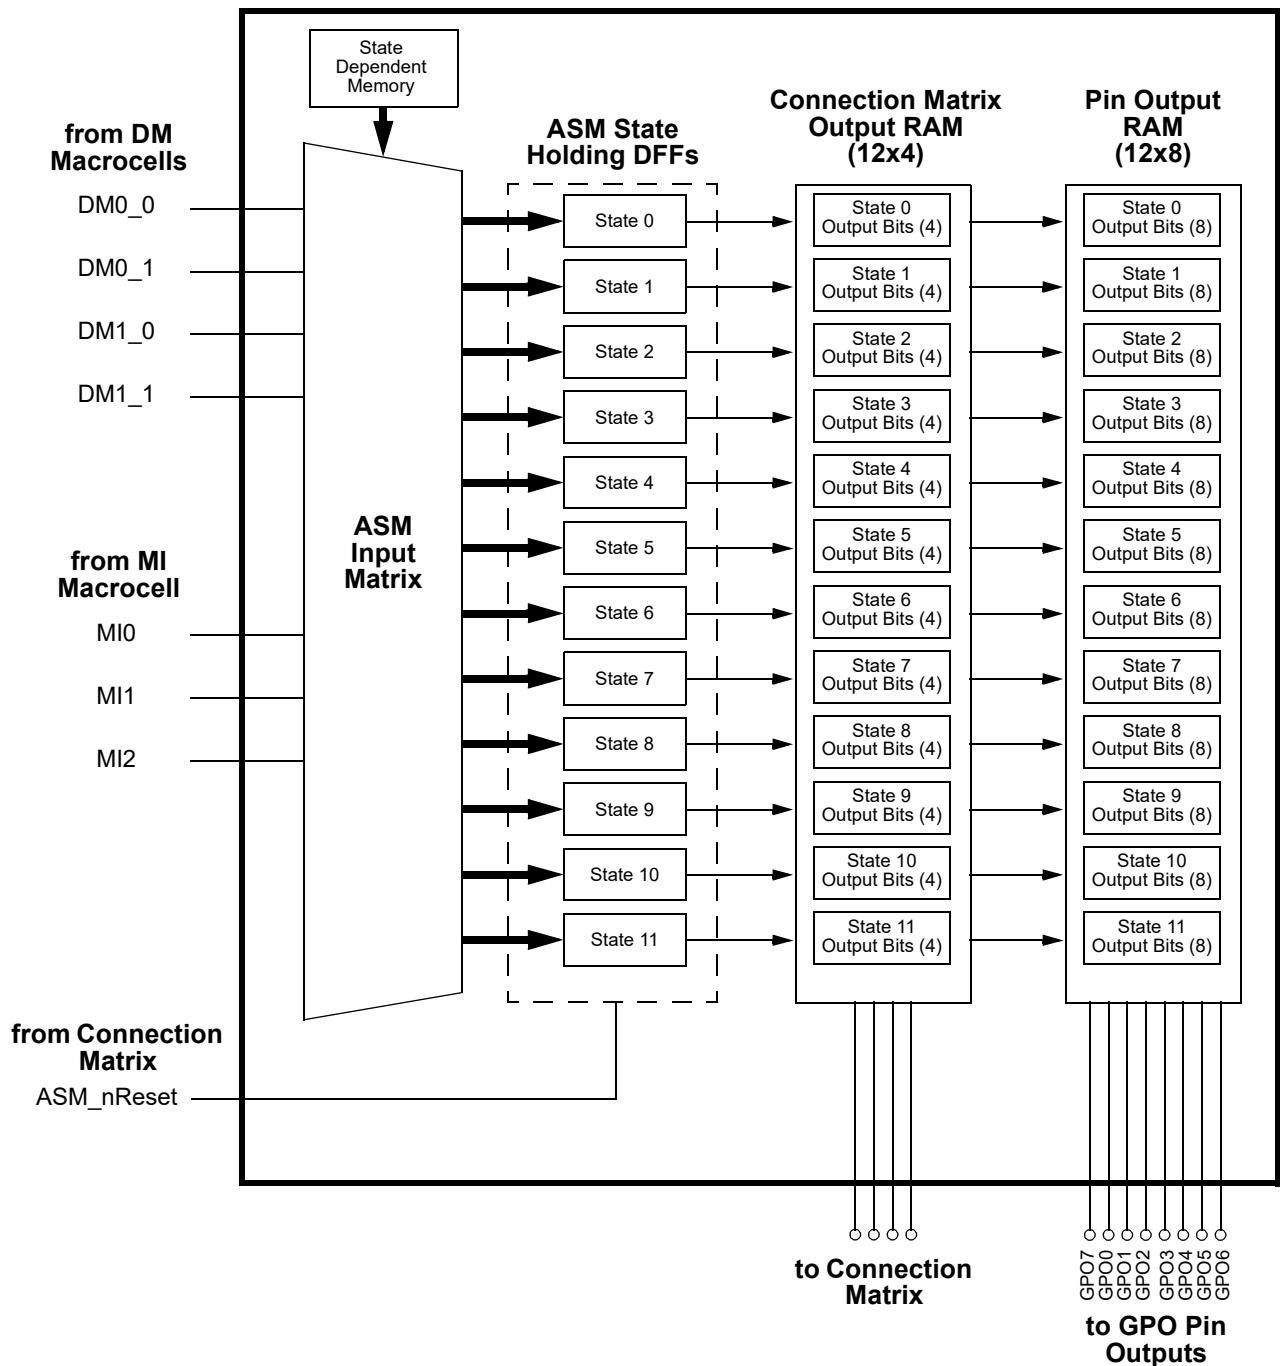 State
Dependent
Memory
from DM
Macrocells
DM0_0
DM0_1
DM1_0
DM1_1
from MI
Macrocell
MI0
MI1
MI2
from Connection
Matrix
ASM_nReset
ASM
Input
Matrix
ASM State
Holding DFFs
State 0
State 1
State 2
State 3
State 4
State 5
State 6
State 7
State 8
State 9
State 10
State 11
Connection Matrix
Output RAM
(12x4)
State 0
Output Bits (4)
State 1
Output Bits (4)
State 2
Output Bits (4)
State 3
Output Bits (4)
State 4
Output Bits (4)
State 5
Output Bits (4)
State 6
Output Bits (4)
State 7
Output Bits (4)
State 8
Output Bits (4)
State 9
Output Bits (4)
State 10
Output Bits (4)
State 11
Output Bits (4)
to Connection
Matrix
Pin Output
RAM
(12x8)
State 0
Output Bits (8)
State 1
Output Bits (8)
State 2
Output Bits (8)
State 3
Output Bits (8)
State 4
Output Bits (8)
State 5
Output Bits (8)
State 6
Output Bits (8)
State 7
Output Bits (8)
State 8
Output Bits (8)
State 9
Output Bits (8)
State 10
Output Bits (8)
State 11
Output Bits (8)
GPO7
GPO0
GPO1
GPO2
GPO3
GPO4
GPO5
GPO6
to GPO Pin
Outputs